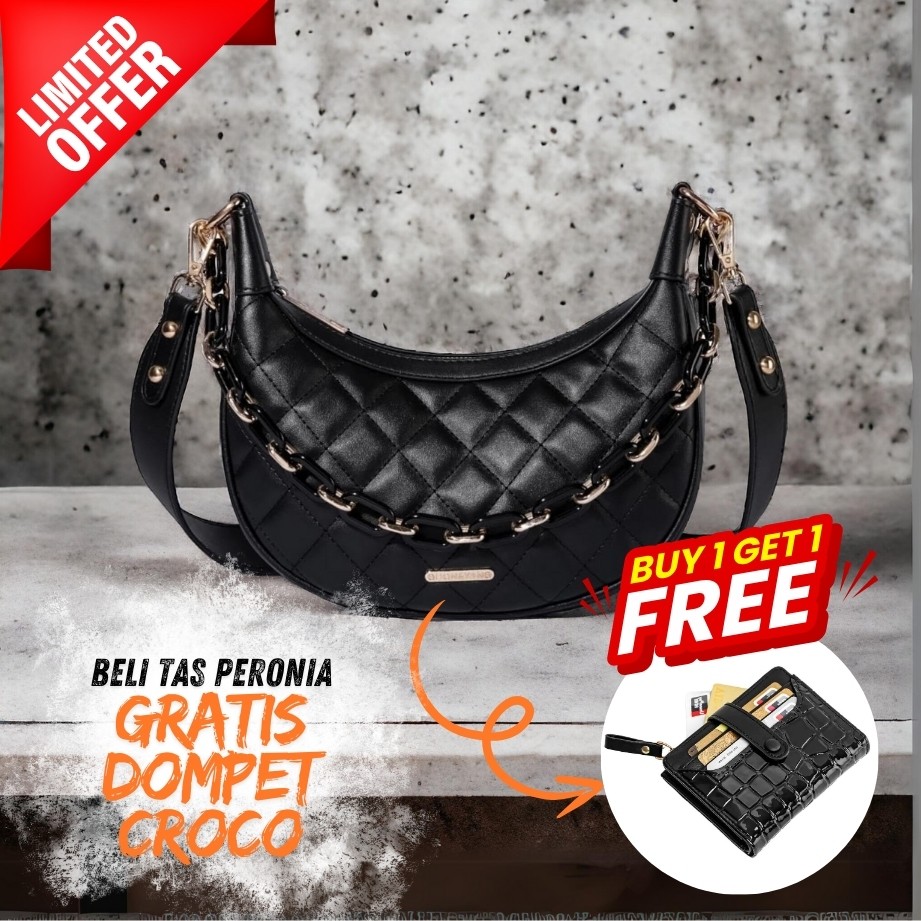 LIMITED
OFFER
BUY 1 GET 1
FREE
BELI TAS PERONIA
GRATIS
DOMPET
CROCO